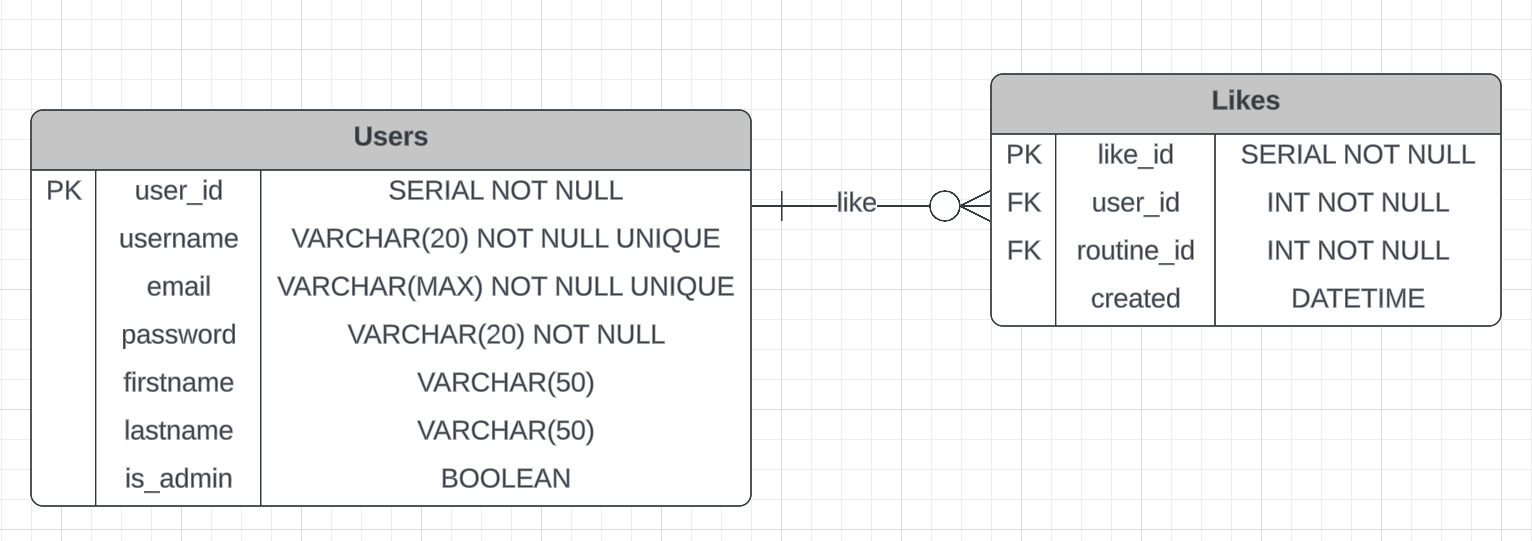 Users
PK user_id SERIAL NOT NULL
username VARCHAR(20) NOT NULL UNIQUE
email VARCHAR(MAX) NOT NULL UNIQUE
password VARCHAR(20) NOT NULL
firstname VARCHAR(50)
lastname VARCHAR(50)
is_admin BOOLEAN
like
Likes
PK like_id SERIAL NOT NULL
FK user_id INT NOT NULL
FK routine_id INT NOT NULL
created DATETIME